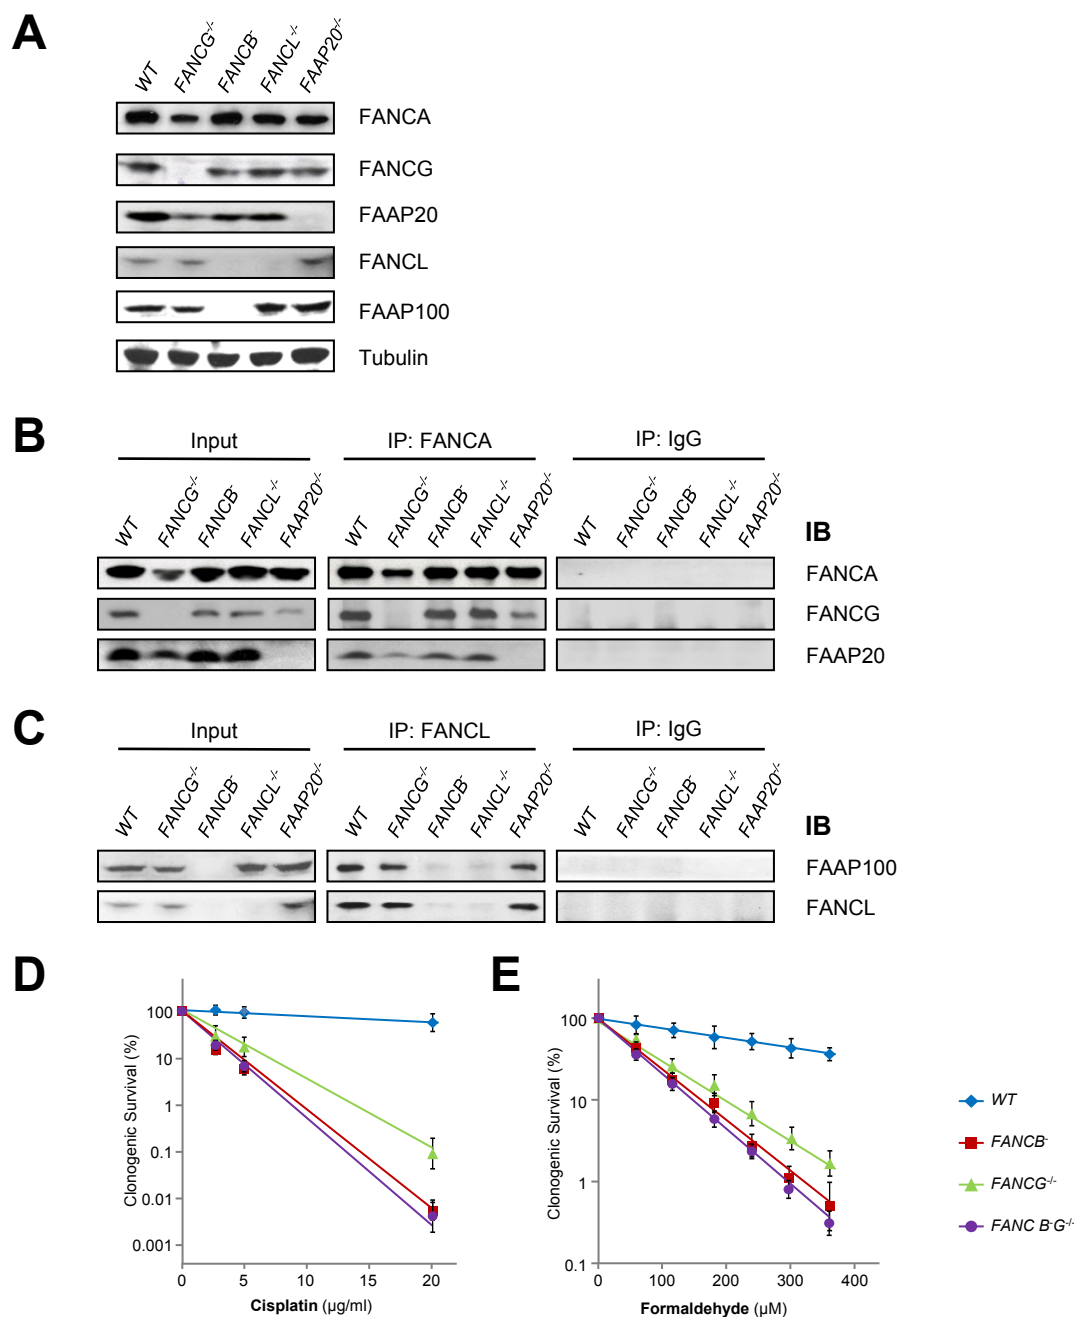 A
WT FANCG-/- FANCB- FANCL-/- FAAP20-/-
FANCA
FANCG
FAAP20
FANCL
FAAP100
Tubulin
B
Input IP: FANCA IP: IgG
WT FANCG-/- FANCB- FANCL-/- FAAP20-/- WT FANCG-/- FANCB- FANCL-/- FAAP20-/- WT FANCG-/- FANCB- FANCL-/- FAAP20-/-
IB
FANCA
FANCG
FAAP20
C
Input IP: FANCL IP: IgG
WT FANCG-/- FANCB- FANCL-/- FAAP20-/- WT FANCG-/- FANCB- FANCL-/- FAAP20-/- WT FANCG-/- FANCB- FANCL-/- FAAP20-/-
IB
FAAP100
FANCL
D
Clonogenic Survival (%)
100
10
1
0.1
0.01
0.001
0 5 10 15 20
Cisplatin (µg/ml)
E
Clonogenic Survival (%)
100
10
1
0.1
0 100 200 300 400
Formaldehyde (µM)
WT
FANCB-
FANCG-/-
FANC B-G-/-